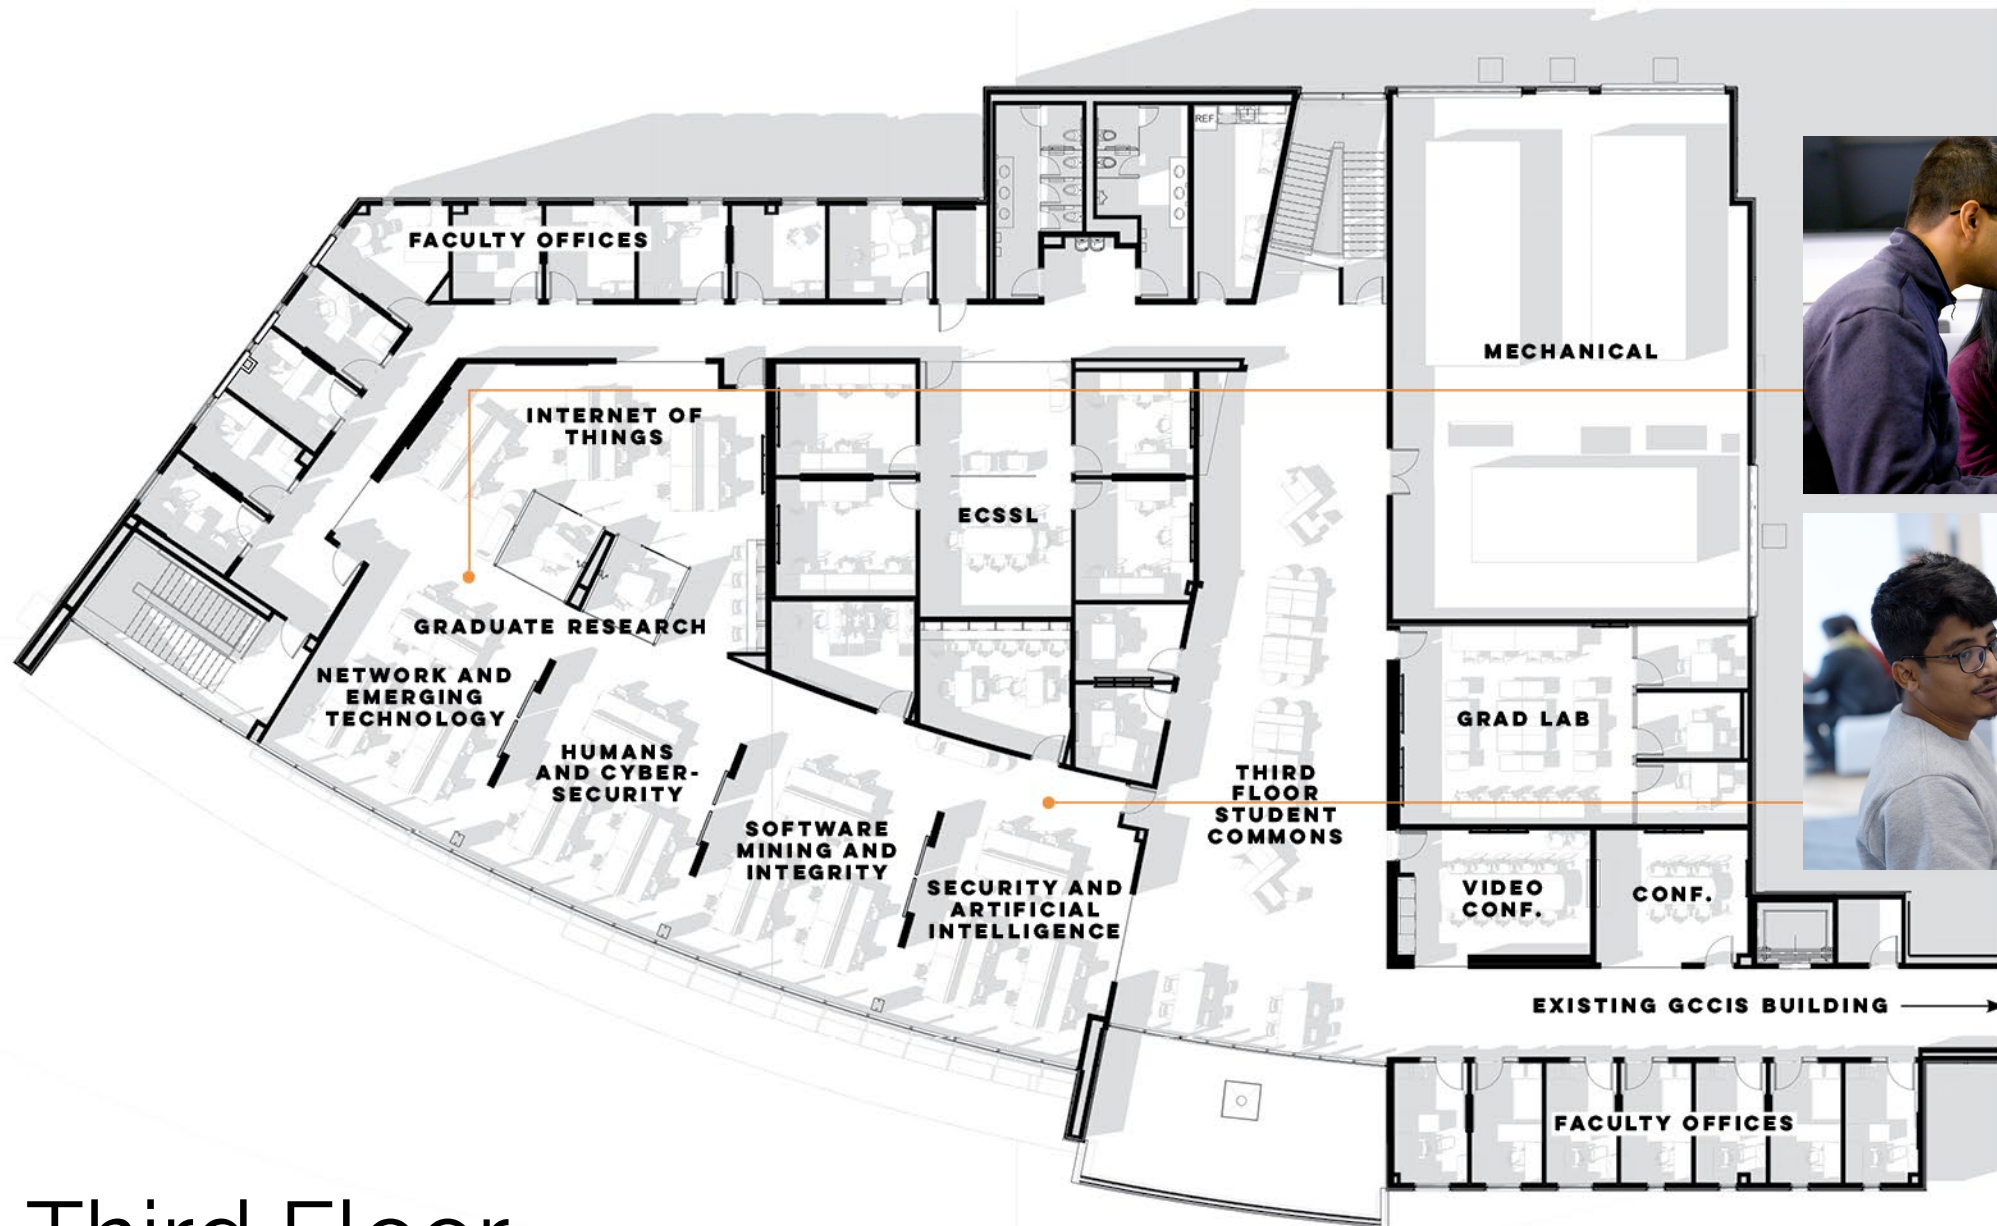 REF.
FACULTY OFFICES
MECHANICAL
INTERNET OF
THINGS
ECSSL
GRADUATE RESEARCH
NETWORK AND
EMERGING
TECHNOLOGY
HUMANS
AND CYBER-
SECURITY
SOFTWARE
MINING AND
INTEGRITY
SECURITY AND
ARTIFICIAL
INTELLIGENCE
THIRD
FLOOR
STUDENT
COMMONS
GRAD LAB
VIDEO
CONF.
CONF.
EXISTING GCCIS BUILDING
FACULTY OFFICES
Third Floor